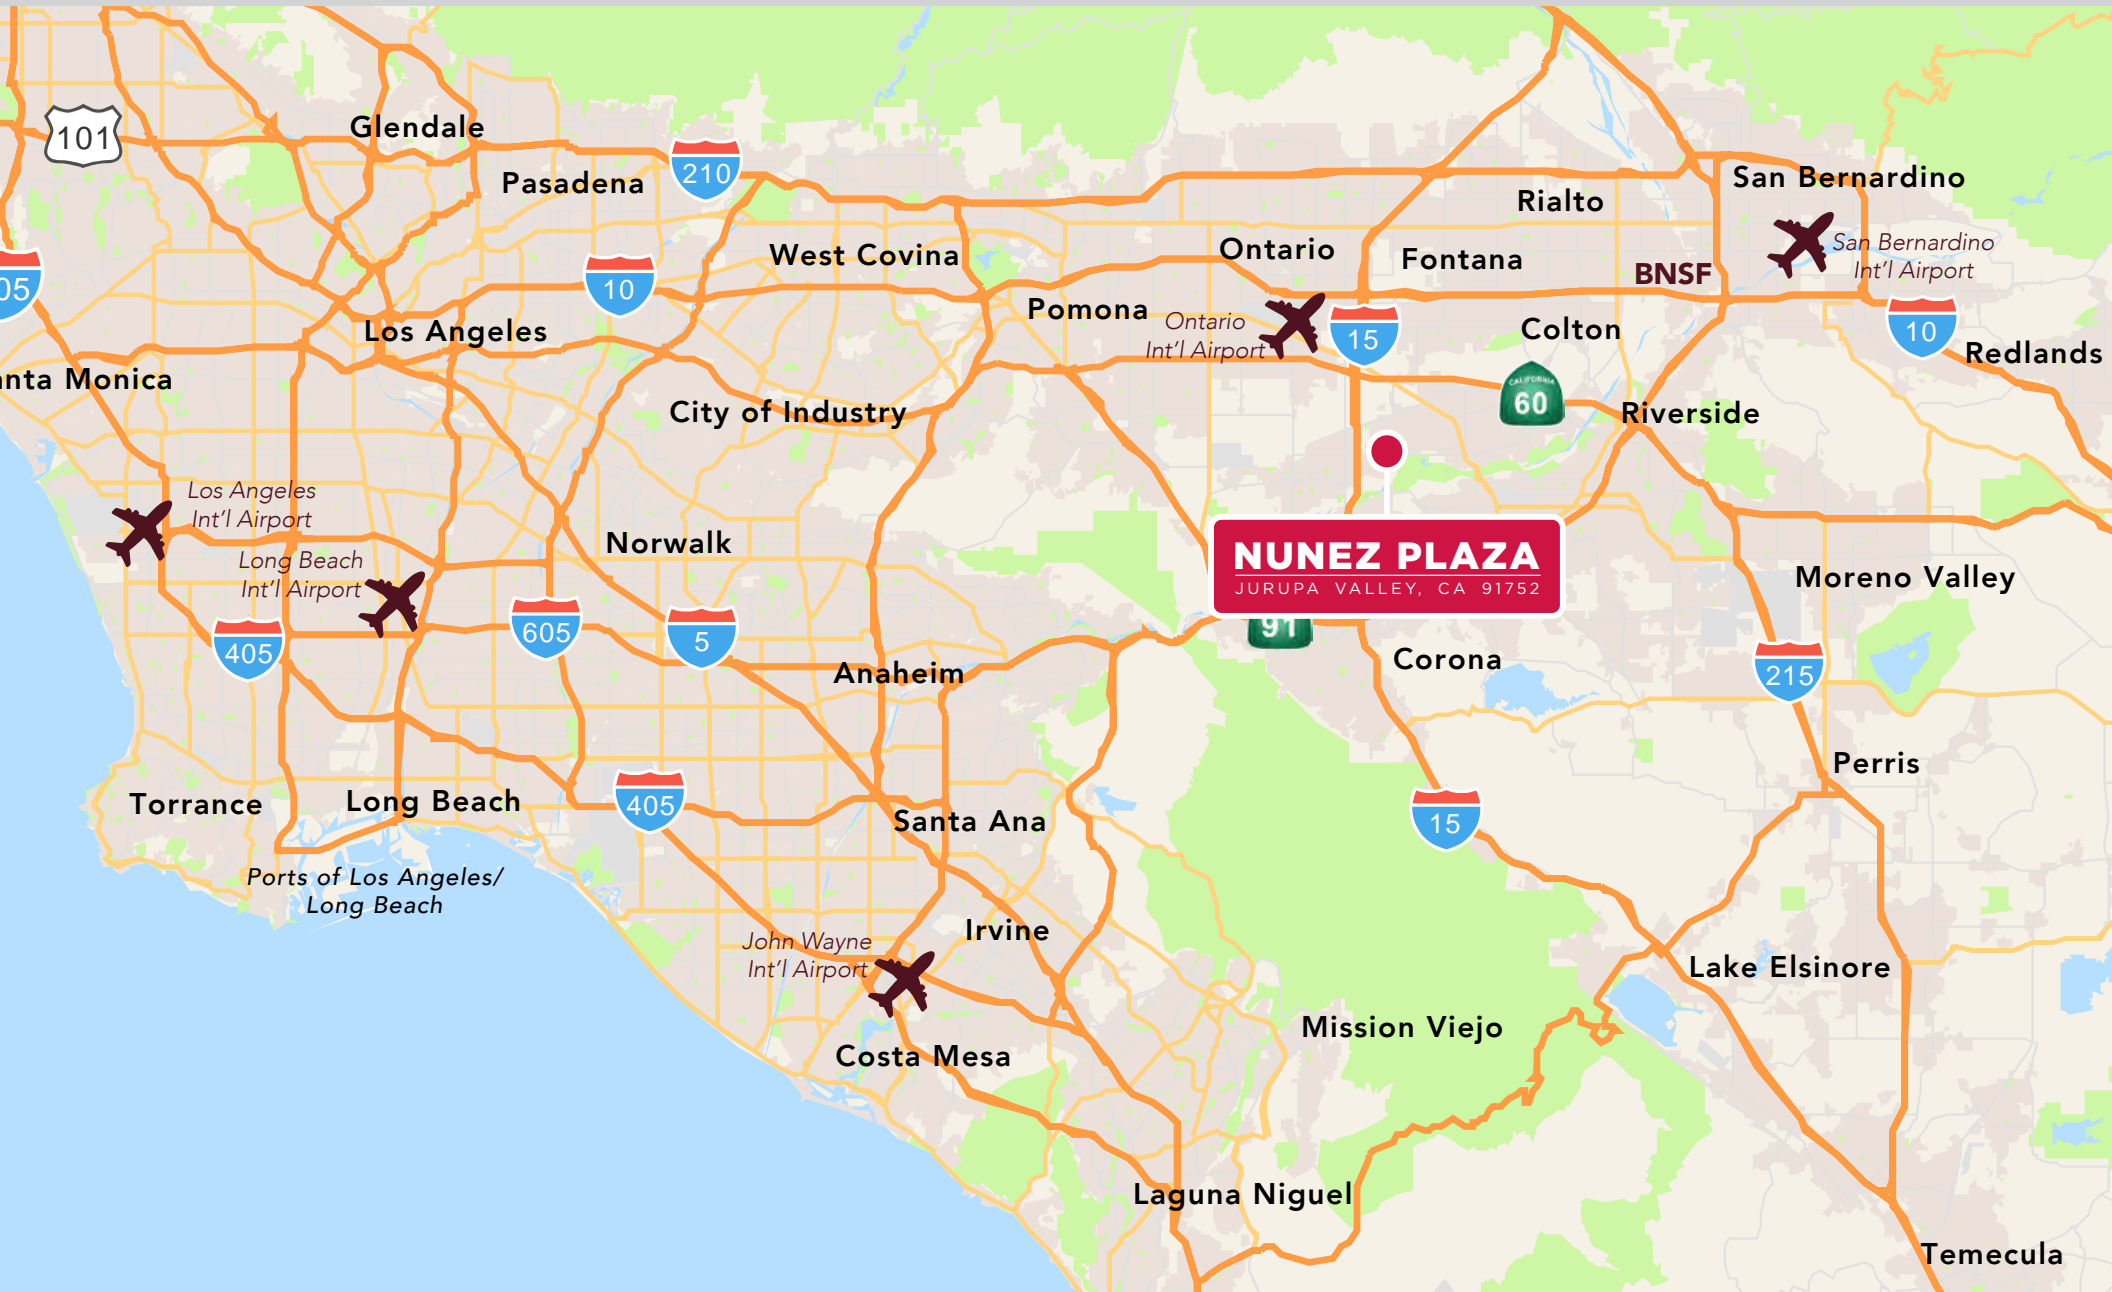 101
Glendale
210
Pasadena
San Bernardino
Rialto
San Bernardino
Int'l Airport
West Covina
Ontario
Fontana
BNSF
05
10
Pomona
Ontario
Int'l Airport
15
Colton
10
Los Angeles
Redlands
anta Monica
City of Industry
CALIFORNIA
60
Riverside
Los Angeles
Int'l Airport
Norwalk
Long Beach
Int'l Airport
NUNEZ PLAZA
JURUPA VALLEY, CA 91752
Moreno Valley
405
605
5
91
Anaheim
Corona
215
Perris
Torrance
Long Beach
405
Santa Ana
15
Ports of Los Angeles/
Long Beach
John Wayne
Int'l Airport
Irvine
Lake Elsinore
Costa Mesa
Mission Viejo
Laguna Niguel
Temecula